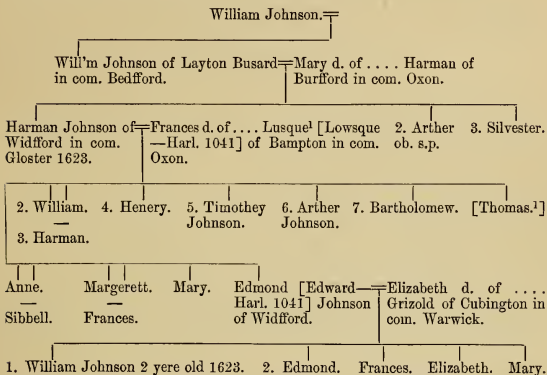 William Johnson.
Will'm Johnson of Layton Busard Mary d. of .... Harman of
in com. Bedfford. Burfford in com. Oxon.
Harman Johnson of Frances d. of .... Lusque¹ [Lowsque 2. Arther 3. Silvester.
Widfford in com. —Harl. 1041] of Bampton in com. ob. s.p.
Gloster 1623. Oxon.
2. William. 4. Henery. 5. Timothey 6. Arther 7. Bartholomew. [Thomas.¹]
— Johnson. Johnson.
3. Harman.
Anne. Margerett. Mary. Edmond [Edward— Elizabeth d. of ....
— — Harl. 1041] Johnson Grizold of Cubington in
Sibbell. Frances. of Widfford. com. Warwick.
1. William Johnson 2 yere old 1623. 2. Edmond. Frances. Elizabeth. Mary.